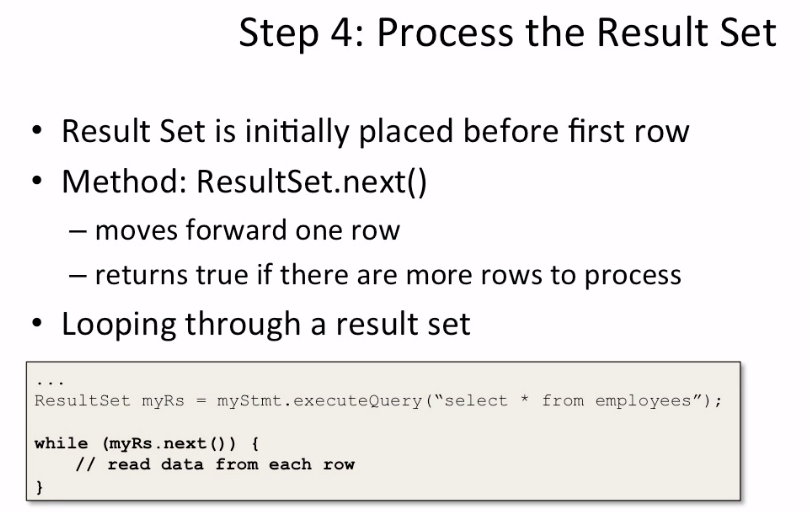 Step 4: Process the Result Set
• Result Set is initially placed before first row
• Method: ResultSet.next()
– moves forward one row
– returns true if there are more rows to process
• Looping through a result set
...
ResultSet myRs = myStmt.executeQuery(“select * from employees”);
while (myRs.next()) {
// read data from each row
}